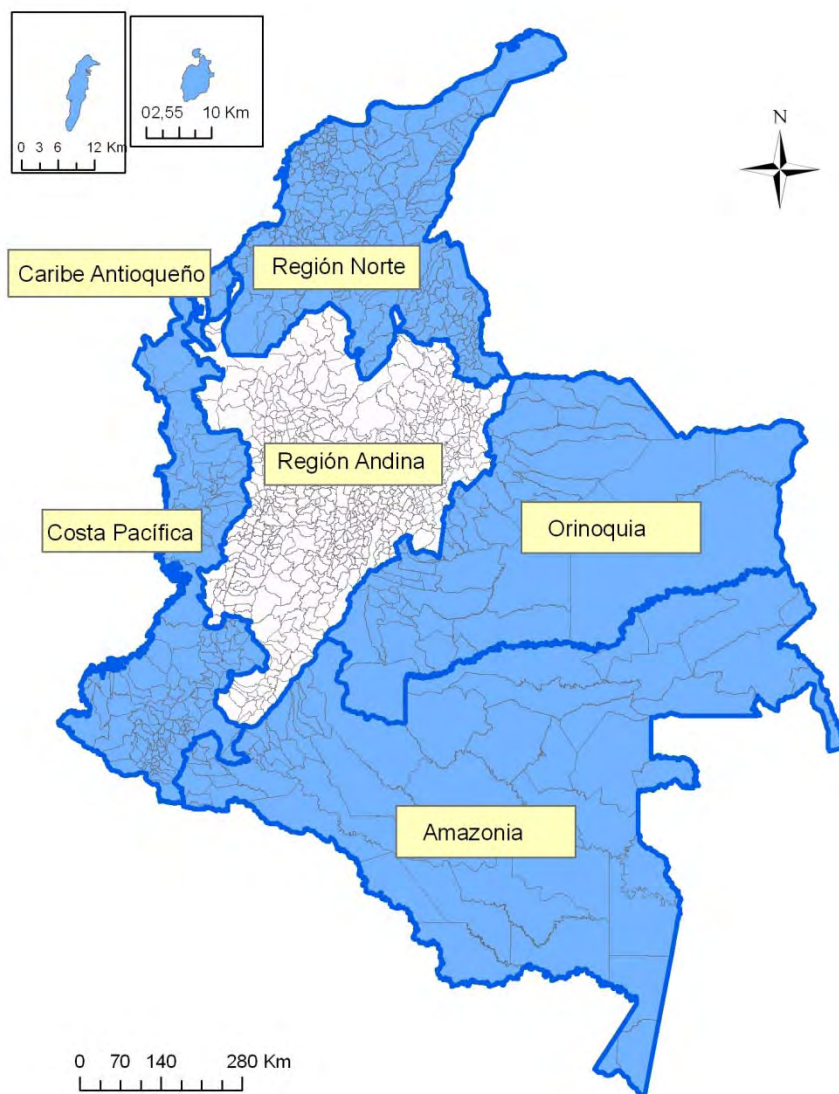 0 3 6 12 Km
02,55 10 Km
N
Caribe Antioqueño
Región Norte
Región Andina
Costa Pacífica
Orinoquia
Amazonia
0 70 140 280 Km